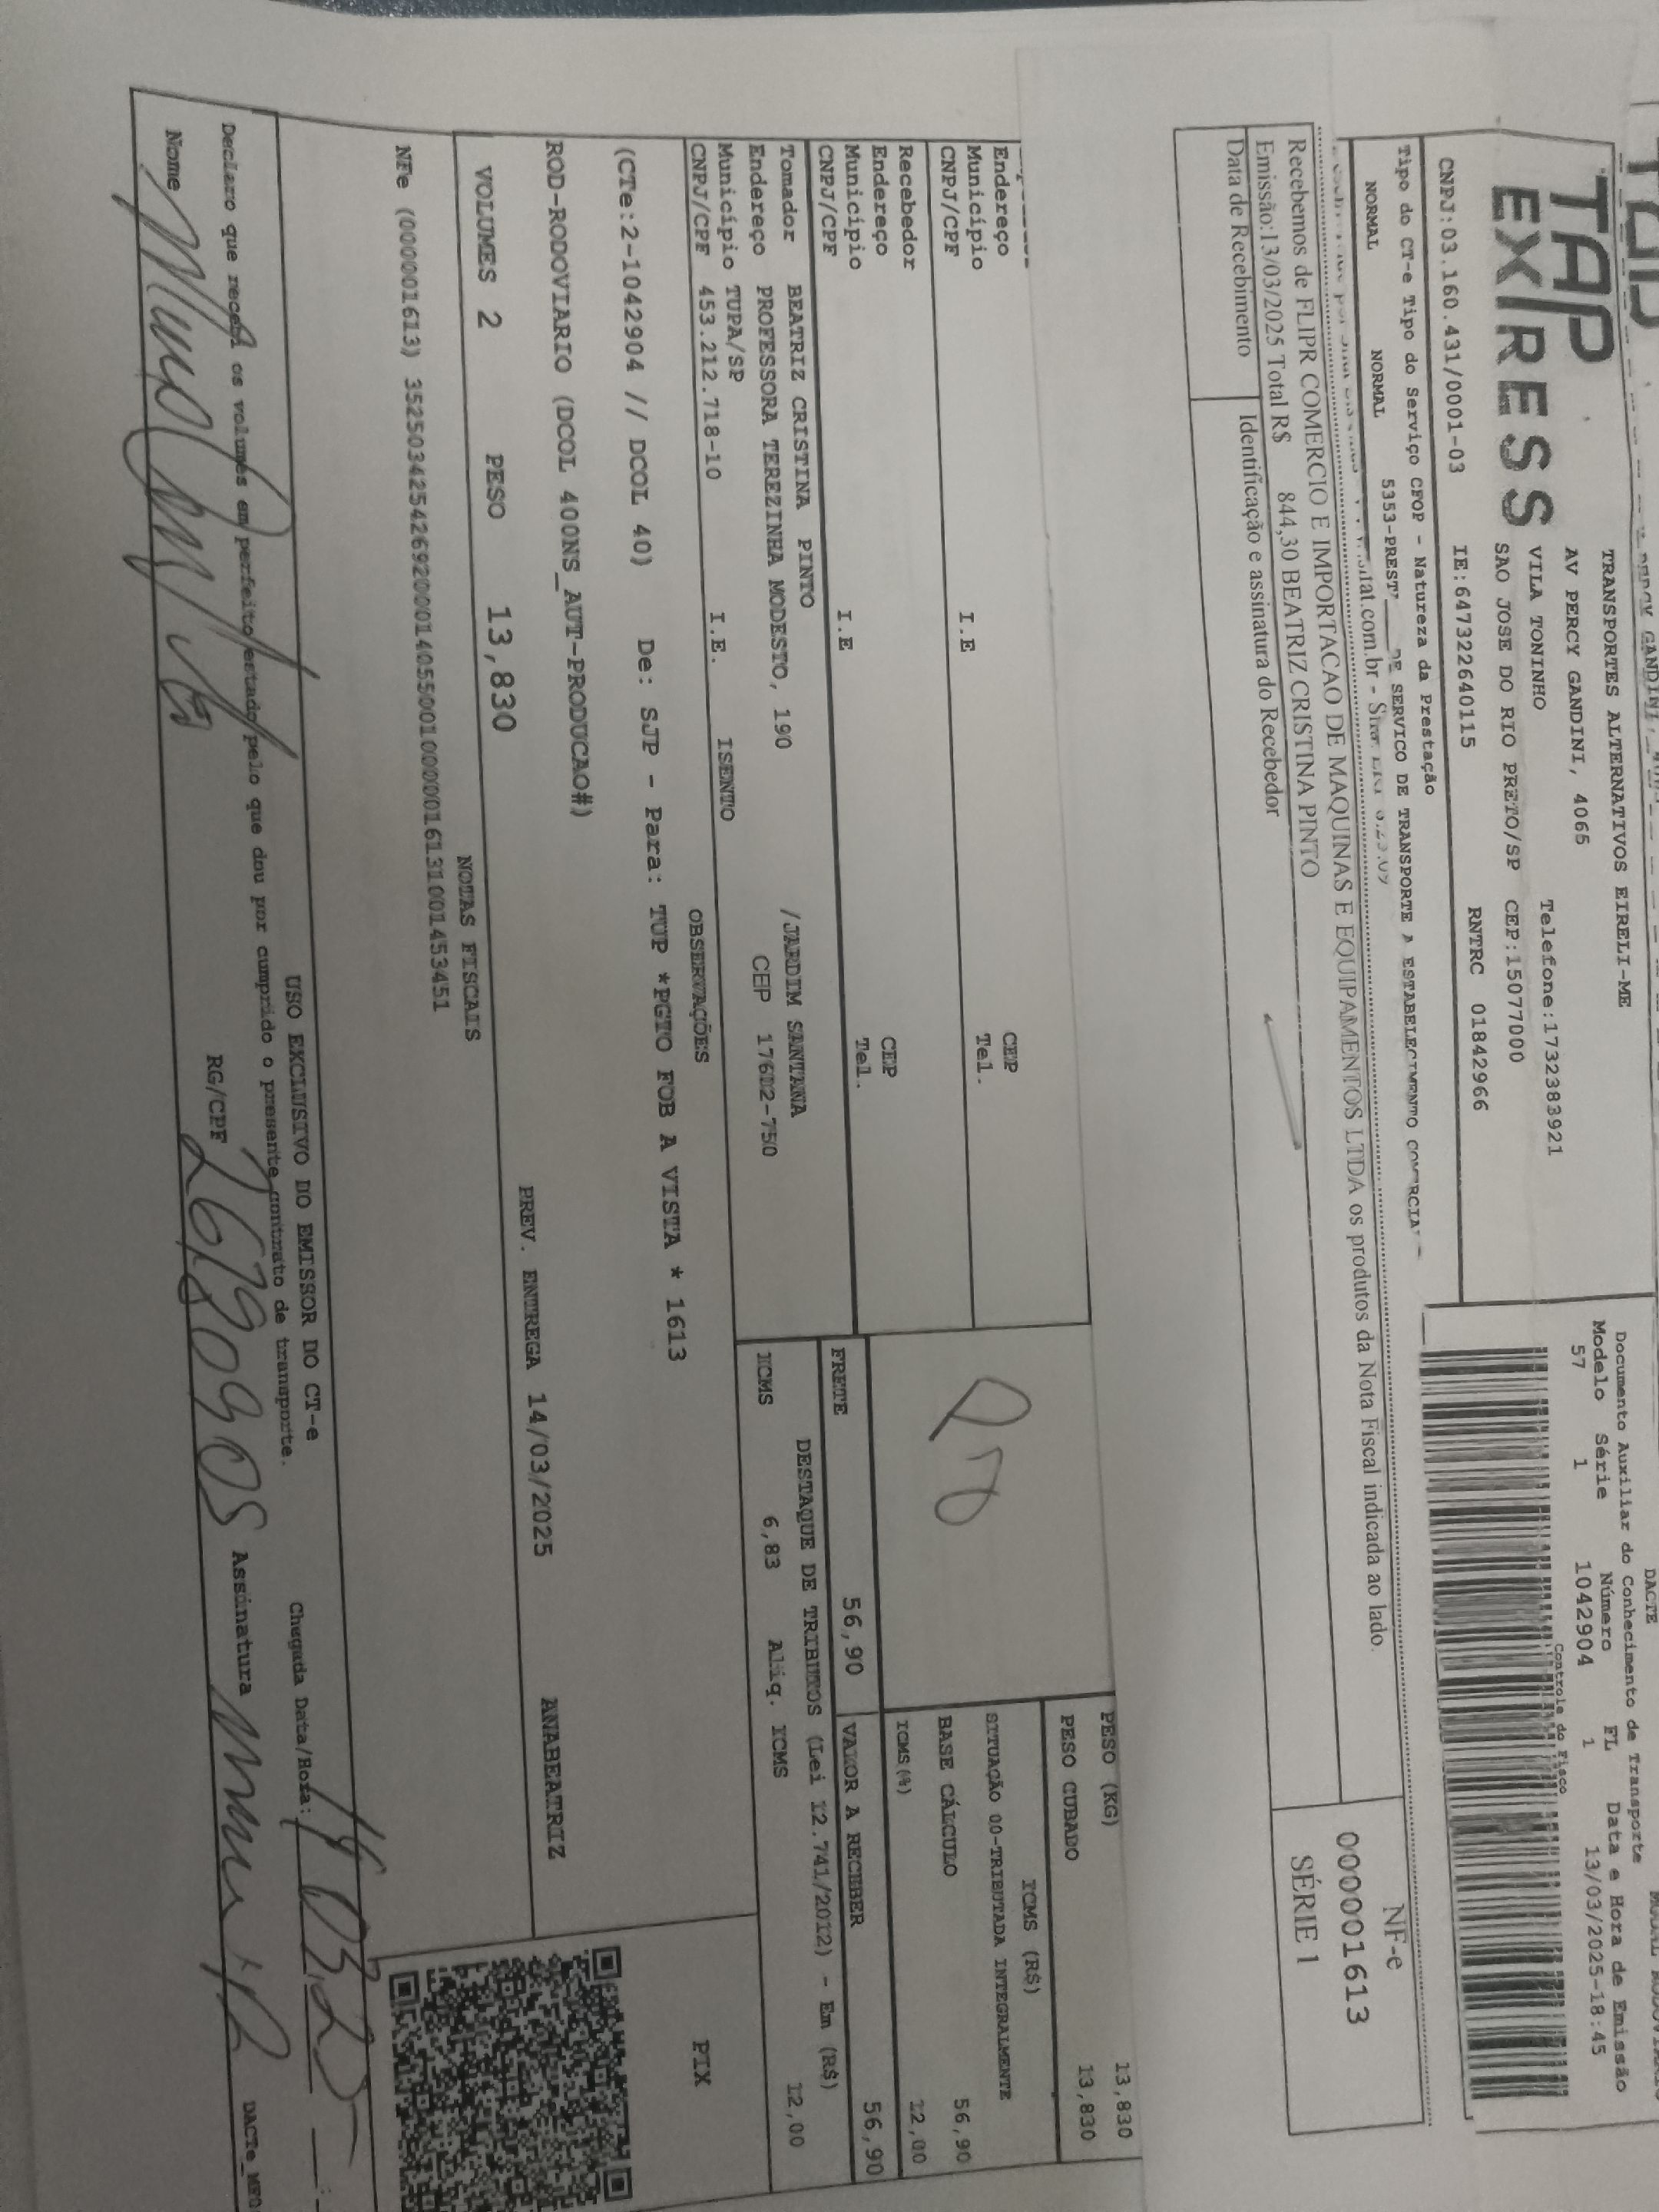 TAP
EXPRESS
TRANSPORTES ALTERNATIVOS EIRELI-ME
AV PERCY GANDINI, 4065
VILA TONINHO Telefone:1732383921
SAO JOSE DO RIO PRETO/SP CEP:15077000
CNPJ:03.160.431/0001-03 IE:647322640115 RNTRC 01842966
DACTE
Documento Auxiliar do Conhecimento de Transporte
Modelo Série Número FL Data e Hora de Emissão
57 1 1042904 1 13/03/2025-18:45
Controle do Fisco
Tipo do CT-e Tipo do Serviço CFOP - Natureza da Prestação
NORMAL NORMAL 5353-PREST DE SERVICO DE TRANSPORTE A ESTABELECIMENTO
Recebemos de FLIPR COMERCIO E IMPORTACAO DE MAQUINAS E EQUIPAMENTOS LTDA os produtos da Nota Fiscal indicada ao lado.
Emissão:13/03/2025 Total R$ 844,30 BEATRIZ CRISTINA PINTO
Data de Recebimento
Identificação e assinatura do Recebedor
NF-e
000001613
SÉRIE 1
Endereço CEP
Município Tel.
CNPJ/CPF I.E
Recebedor
Endereço CEP
Município Tel.
CNPJ/CPF I.E
Tomador BEATRIZ CRISTINA PINTO
Endereço PROFESSORA TEREZINHA MODESTO, 190 /JARDIM SANTANA
Município TUPA/SP CEP 17602-750
CNPJ/CPF 453.212.718-10 I.E. ISENTO
PESO (KG) 13,830
PESO CUBADO 13,830
ICMS (R$)
SITUAÇÃO 00-TRIBUTADA INTEGRALMENTE
BASE CÁLCULO 56,90
ICMS(%) 12,00
FRETE 56,90 VALOR A RECEBER 56,90
DESTAQUE DE TRIBUTOS (Lei 12.741/2012) - Em (R$)
ICMS 6,83 Aliq. ICMS 12,00
OBSERVAÇÕES
(CTe:2-1042904 // DCOL 40) De: SJP - Para: TUP *PGTO FOB A VISTA * 1613
ROD-RODOVIARIO (DCOL 400NS_AUT-PRODUCAO#)
PIX
VOLUMES 2 PESO 13,830 PREV. ENTREGA 14/03/2025 ANABEATRIZ
NOTAS FISCAIS
NFe (000001613) 35250342542692000140550010000016131001453451
USO EXCLUSIVO DO EMISSOR DO CT-e
Declaro que recebi os volumes em perfeito estado pelo que dou por cumprido o presente contrato de transporte.
Chegada Data/Hora: 14 03 25
Nome RG/CPF Assinatura